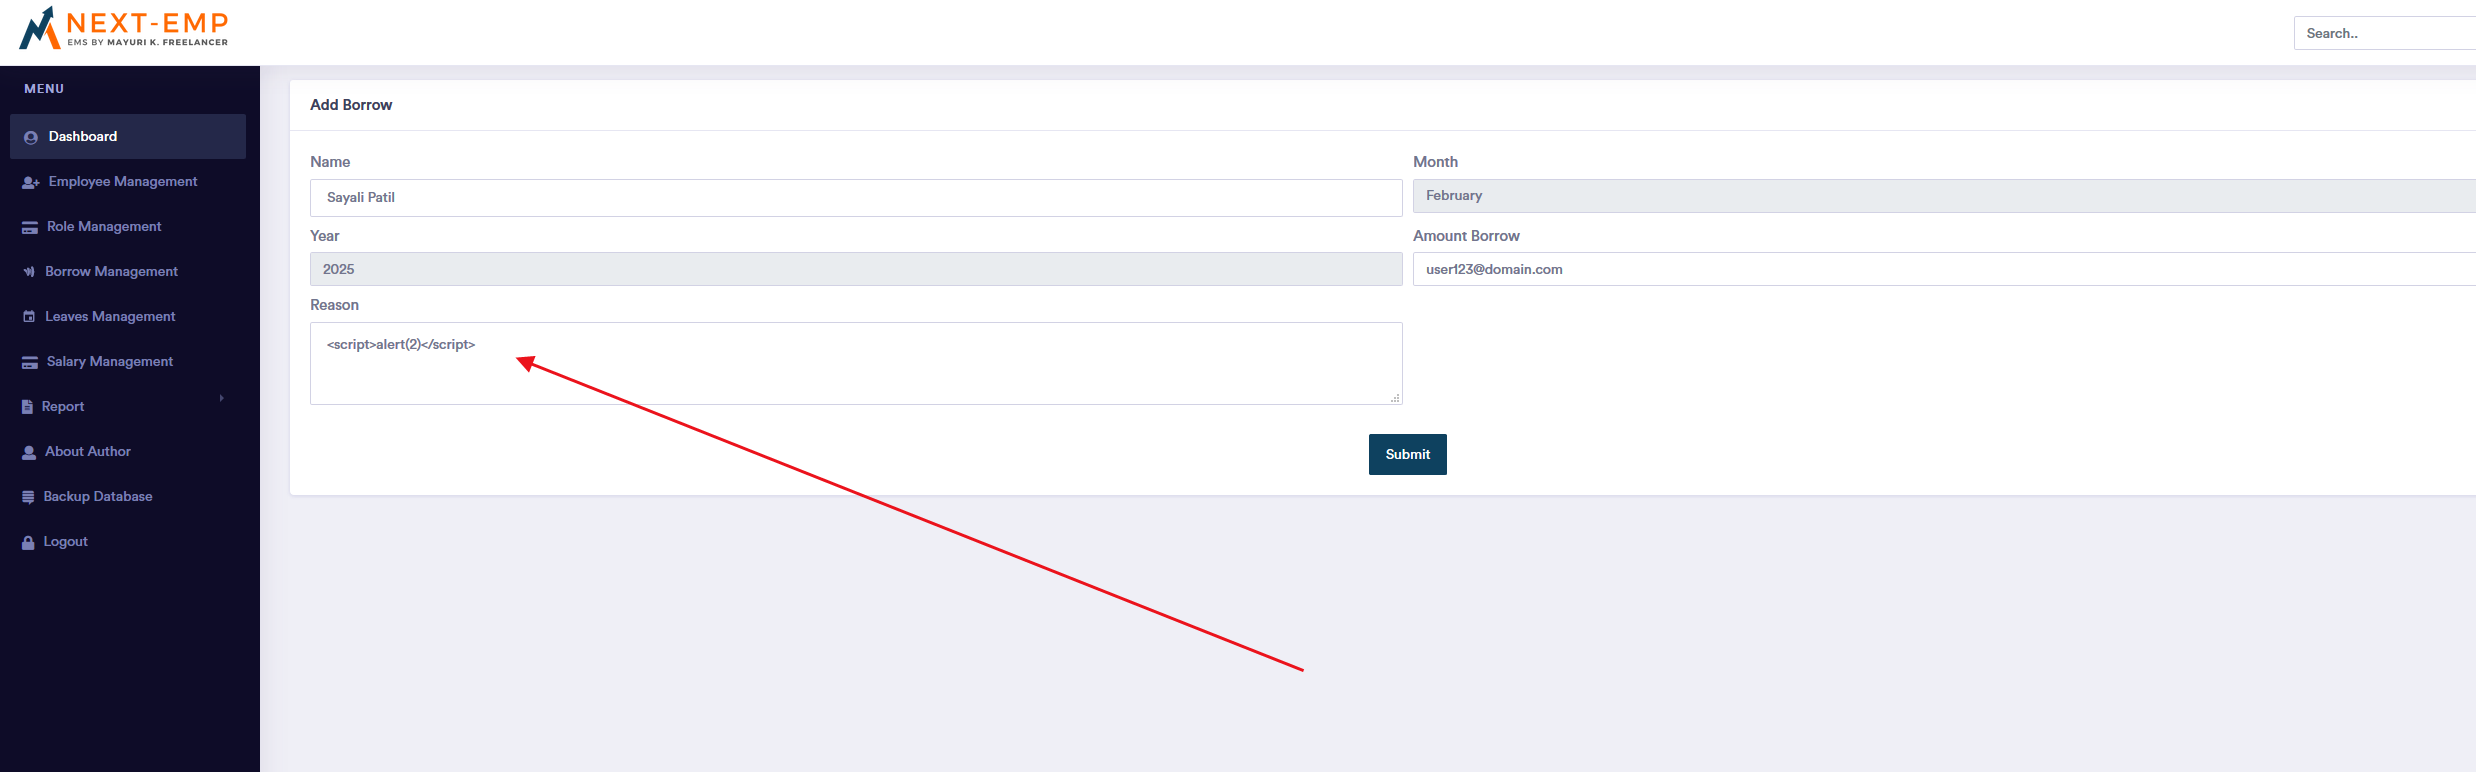 NEXT-EMP
EMS BY MAYURI K. FREELANCER
Search..
MENU
Dashboard
Employee Management
Role Management
Borrow Management
Leaves Management
Salary Management
Report
About Author
Backup Database
Logout
Add Borrow
Name
Month
Sayali Patil
February
Year
Amount Borrow
2025
user123@domain.com
Reason
<script>alert(2)</script>
Submit